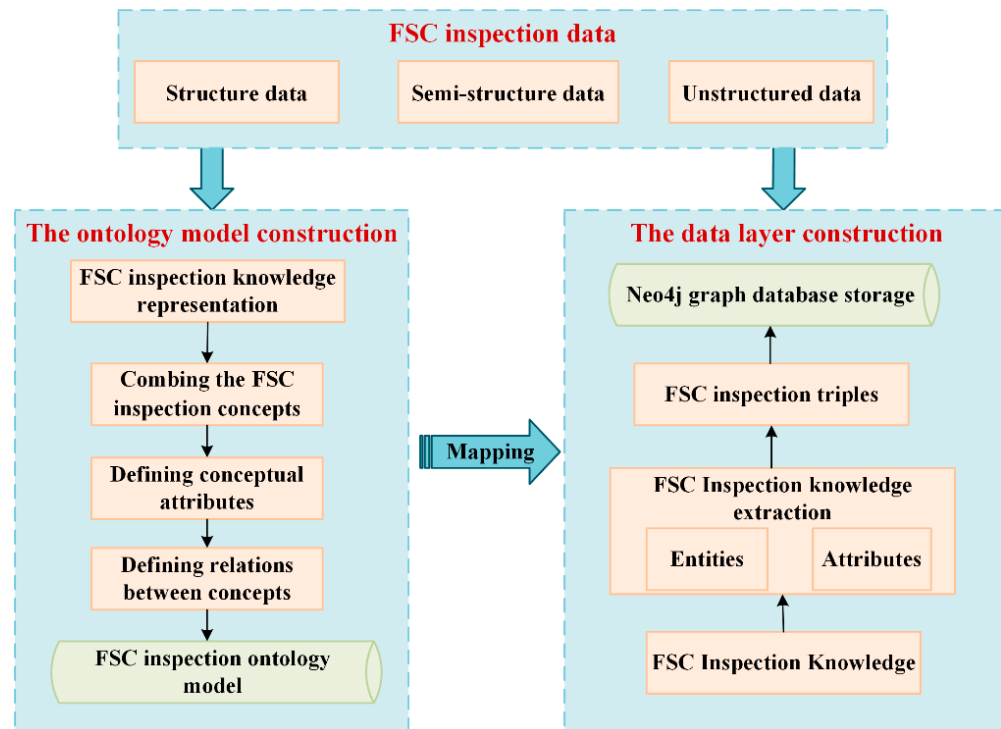 FSC inspection data
Structure data
Semi-structure data
Unstructured data
The ontology model construction
FSC inspection knowledge
representation
Combing the FSC
inspection concepts
Defining conceptual
attributes
Defining relations
between concepts
FSC inspection ontology
model
Mapping
The data layer construction
Neo4j graph database storage
FSC inspection triples
FSC Inspection knowledge
extraction
Entities
Attributes
FSC Inspection Knowledge